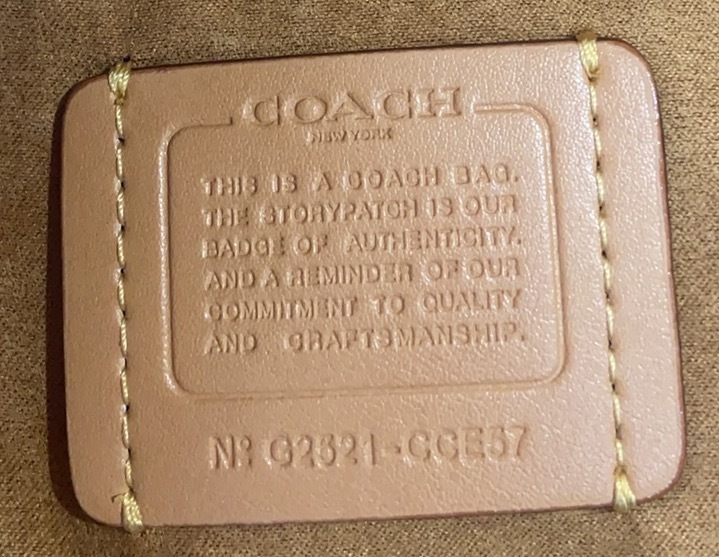 COACH
NEW YORK
THIS IS A COACH BAG.
THE STORYPATCH IS OUR
BADGE OF AUTHENTICITY.
AND A REMINDER OF OUR
COMMITMENT TO QUALITY
AND CRAFTSMANSHIP.
Nº G2521-CCE57